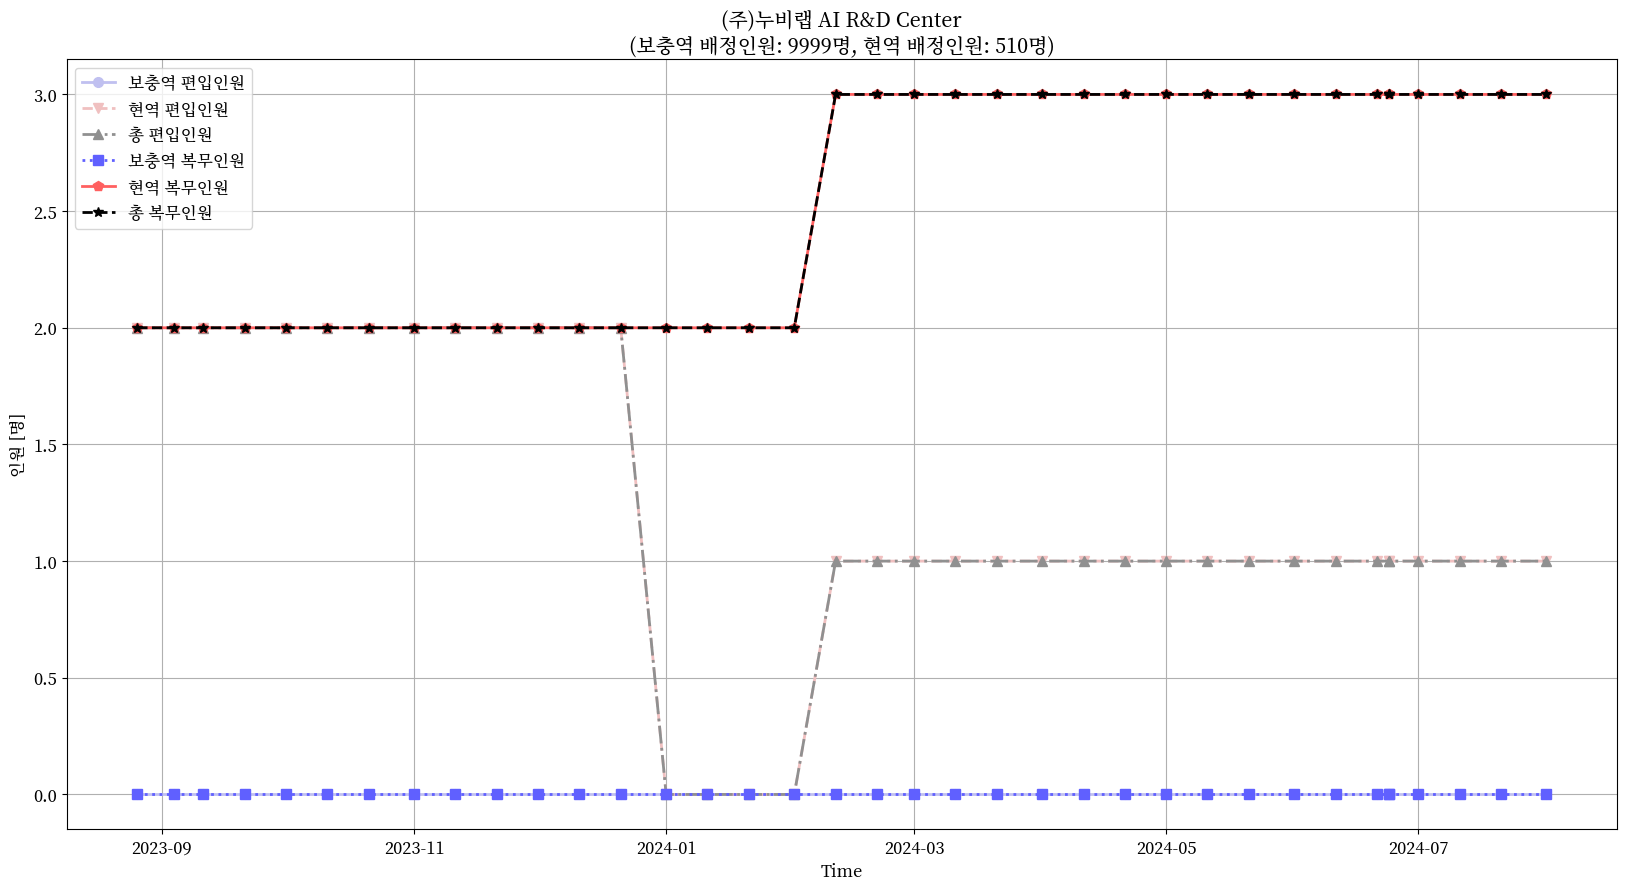 (주)누비랩 AI R&D Center
(보충역 배정인원: 9999명, 현역 배정인원: 510명)
보충역 편입인원
현역 편입인원
총 편입인원
보충역 복무인원
현역 복무인원
총 복무인원
3.0
2.5
2.0
1.5
1.0
0.5
0.0
인원 [명]
2023-09
2023-11
2024-01
2024-03
2024-05
2024-07
Time